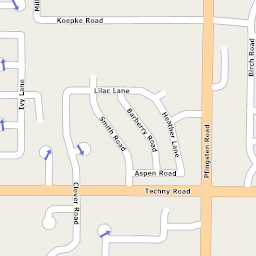 Mill
Koepke Road
Birch Road
Lilac Lane
Ivy Lane
Smith Road
Barberry Road
Heather Lane
Pfingsten Road
Aspen Road
Techny Road
Clover Road